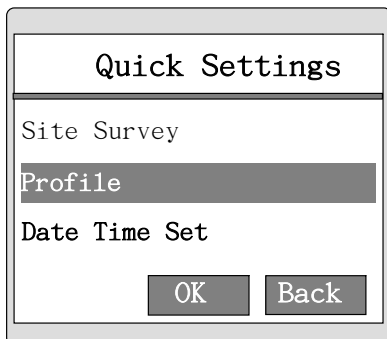 Quick Settings
Site Survey
Profile
Date Time Set
OK Back